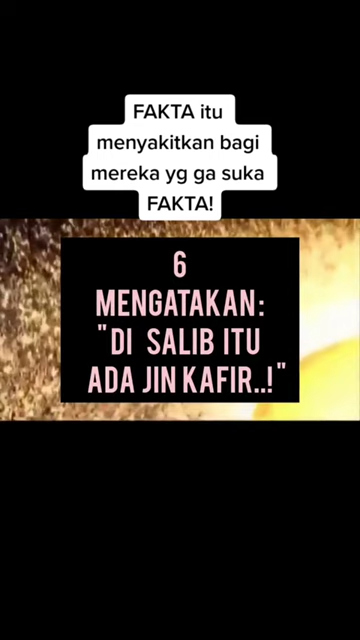 FAKTA itu
menyakitkan bagi
mereka yg ga suka
FAKTA!
6
MENGATAKAN:
"DI SALIB ITU
ADA JIN KAFIR..!"